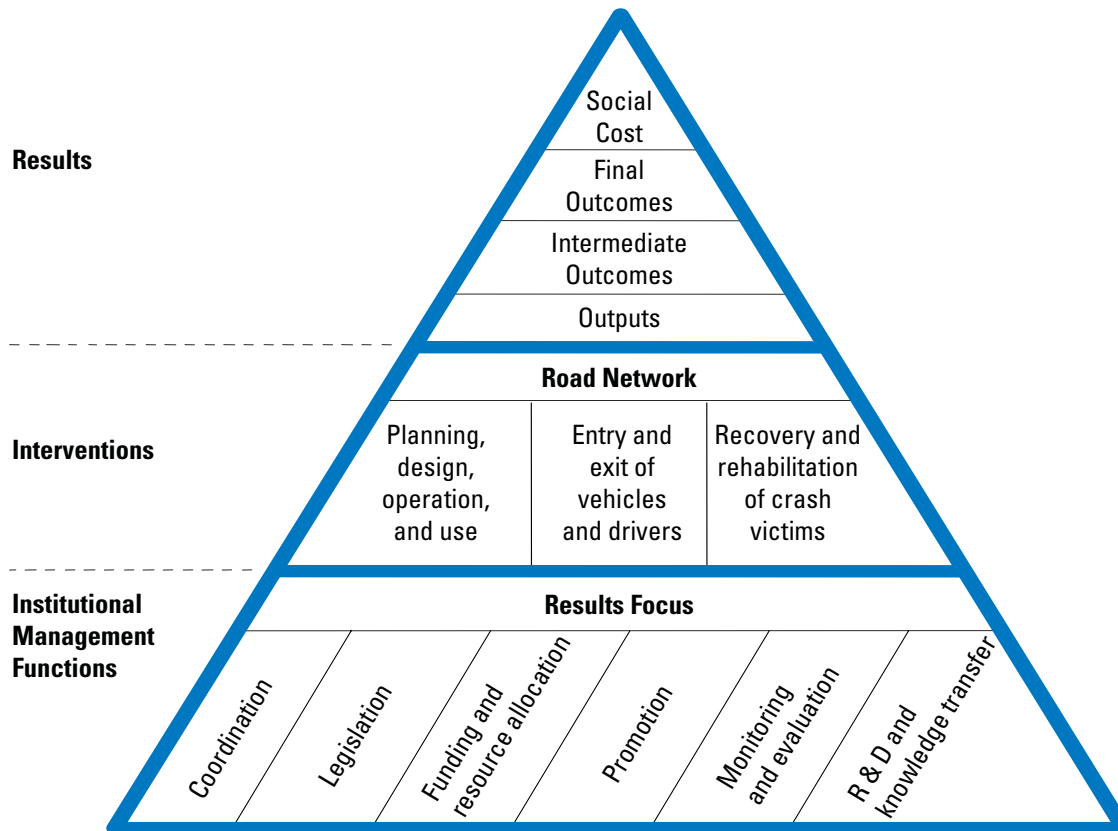 Results
Social
Cost
Final
Outcomes
Intermediate
Outcomes
Outputs
Interventions
Road Network
Planning,
design,
operation,
and use
Entry and
exit of
vehicles
and drivers
Recovery and
rehabilitation
of crash
victims
Institutional
Management
Functions
Results Focus
Coordination
Legislation
Funding and
resource allocation
Promotion
Monitoring
and evaluation
R & D and
knowledge transfer